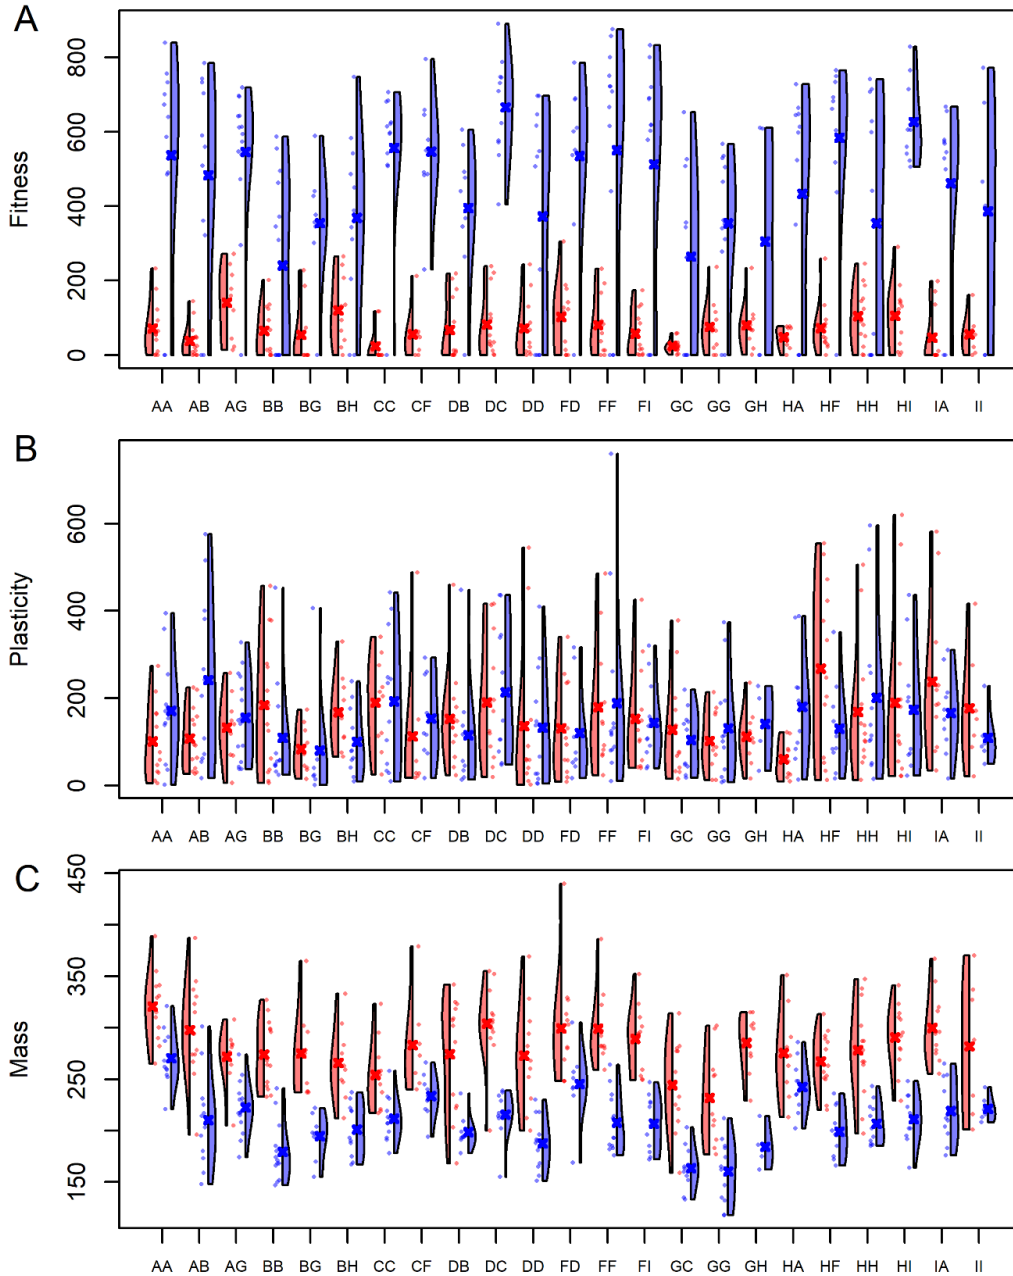 A
Fitness
800
600
400
200
0
AA AB AG BB BG BH CC CF DB DC DD FD FF FI GC GG GH HA HF HH HI IA II
B
Plasticity
600
400
200
0
AA AB AG BB BG BH CC CF DB DC DD FD FF FI GC GG GH HA HF HH HI IA II
C
Mass
450
350
250
150
AA AB AG BB BG BH CC CF DB DC DD FD FF FI GC GG GH HA HF HH HI IA II